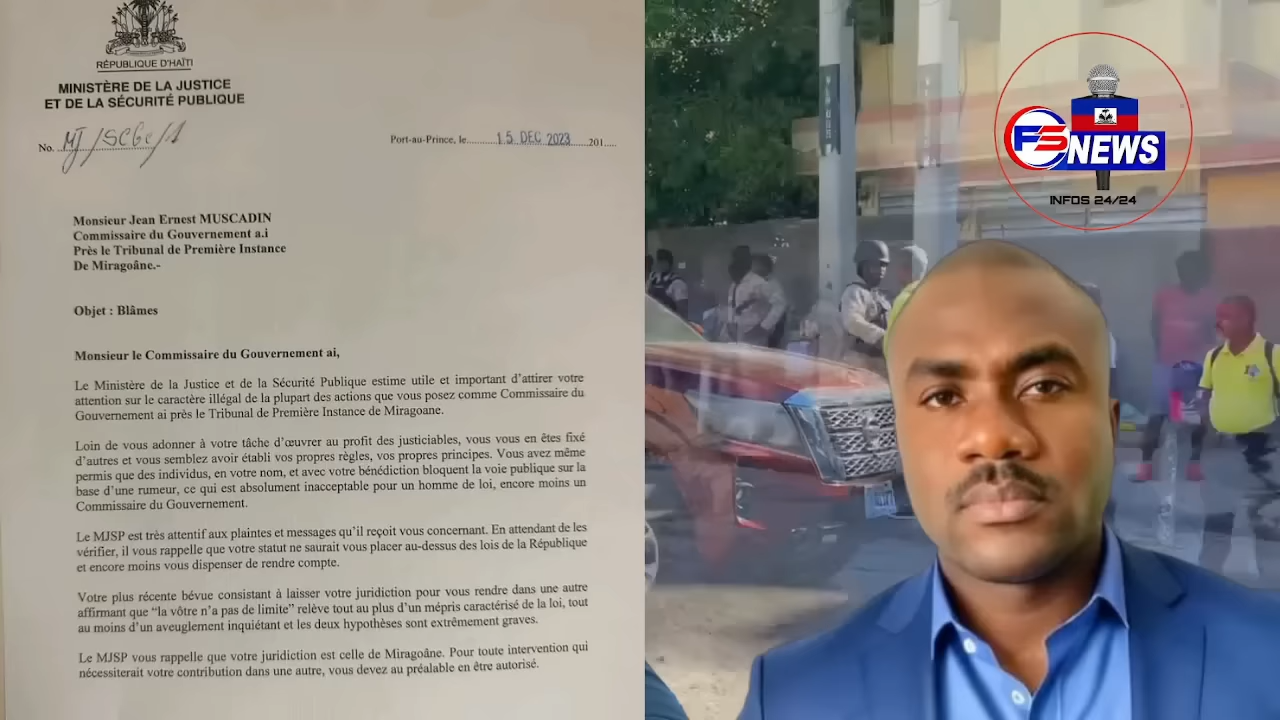 RÉPUBLIQUE D'HAÏTI
MINISTÈRE DE LA JUSTICE
ET DE LA SÉCURITÉ PUBLIQUE
No.
Port-au-Prince, le 15 DEC 2023 201
Monsieur Jean Ernest MUSCADIN
Commissaire du Gouvernement a.i
Près le Tribunal de Première Instance
De Miragoâne.-
Objet : Blâmes
Monsieur le Commissaire du Gouvernement ai,
Le Ministère de la Justice et de la Sécurité Publique estime utile et important d'attirer votre
attention sur le caractère illégal de la plupart des actions que vous posez comme Commissaire du
Gouvernement ai près le Tribunal de Première Instance de Miragoane.
Loin de vous adonner à votre tâche d'œuvrer au profit des justiciables, vous vous en êtes fixé
d'autres et vous semblez avoir établi vos propres règles, vos propres principes. Vous avez même
permis que des individus, en votre nom, et avec votre bénédiction bloquent la voie publique sur la
base d'une rumeur, ce qui est absolument inacceptable pour un homme de loi, encore moins un
Commissaire du Gouvernement.
Le MJSP est très attentif aux plaintes et messages qu'il reçoit vous concernant. En attendant de les
vérifier, il vous rappelle que votre statut ne saurait vous placer au-dessus des lois de la République
et encore moins vous dispenser de rendre compte.
Votre plus récente bévue consistant à laisser votre juridiction pour vous rendre dans une autre
affirmant que "la vôtre n'a pas de limite" relève tout au plus d'un mépris caractérisé de la loi, tout
au moins d'un aveuglement inquiétant et les deux hypothèses sont extrêmement graves.
Le MJSP vous rappelle que votre juridiction est celle de Miragoâne. Pour toute intervention qui
nécessiterait votre contribution dans une autre, vous devez au préalable en être autorisé.
FS NEWS
INFOS 24/24